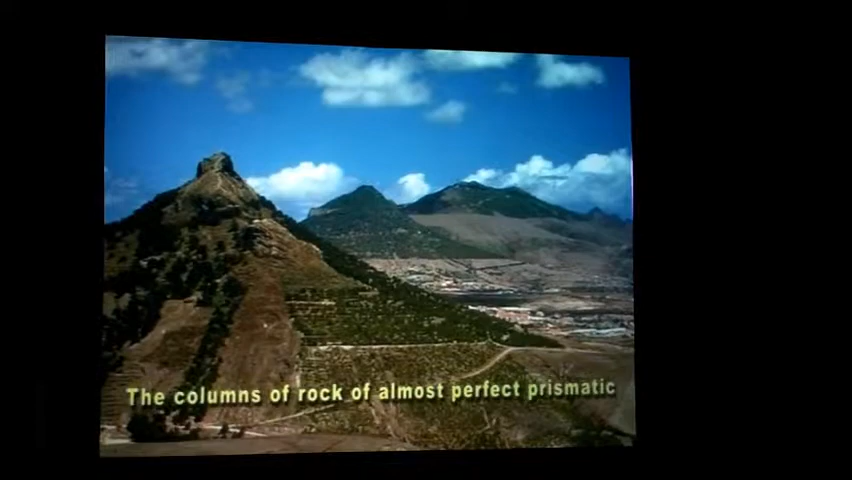 The columns of rock of almost perfect prismatic